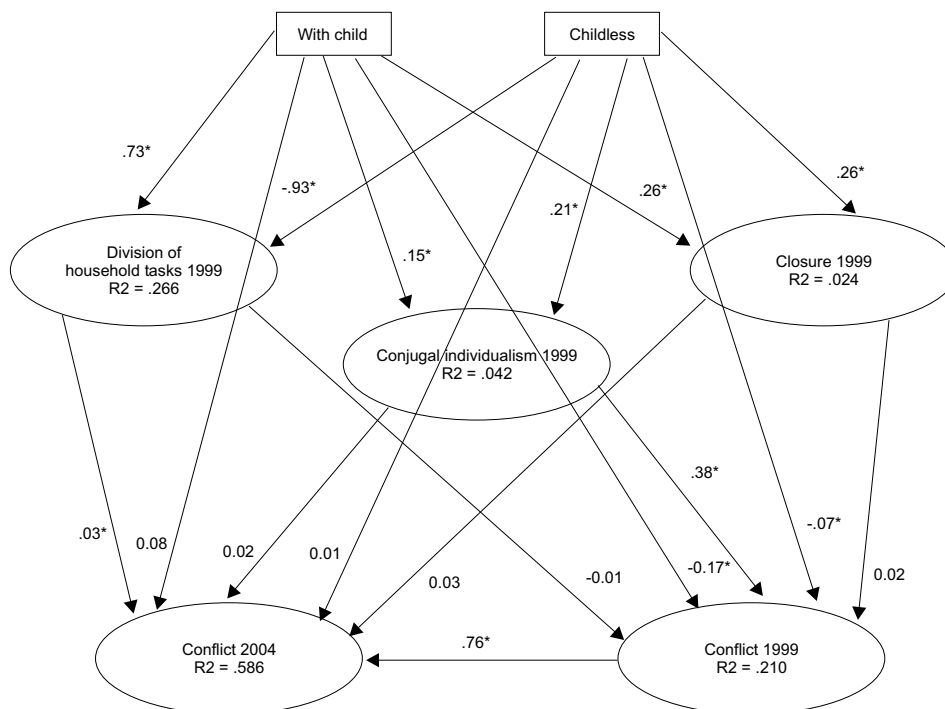 With child
Childless
.73*
-.93*
.15*
.21*
.26*
.26*
Division of
household tasks 1999
R2 = .266
Closure 1999
R2 = .024
Conjugal individualism 1999
R2 = .042
.38*
.03*
0.08
0.02
0.01
0.03
-0.01
-0.17*
-.07*
0.02
.76*
Conflict 2004
R2 = .586
Conflict 1999
R2 = .210